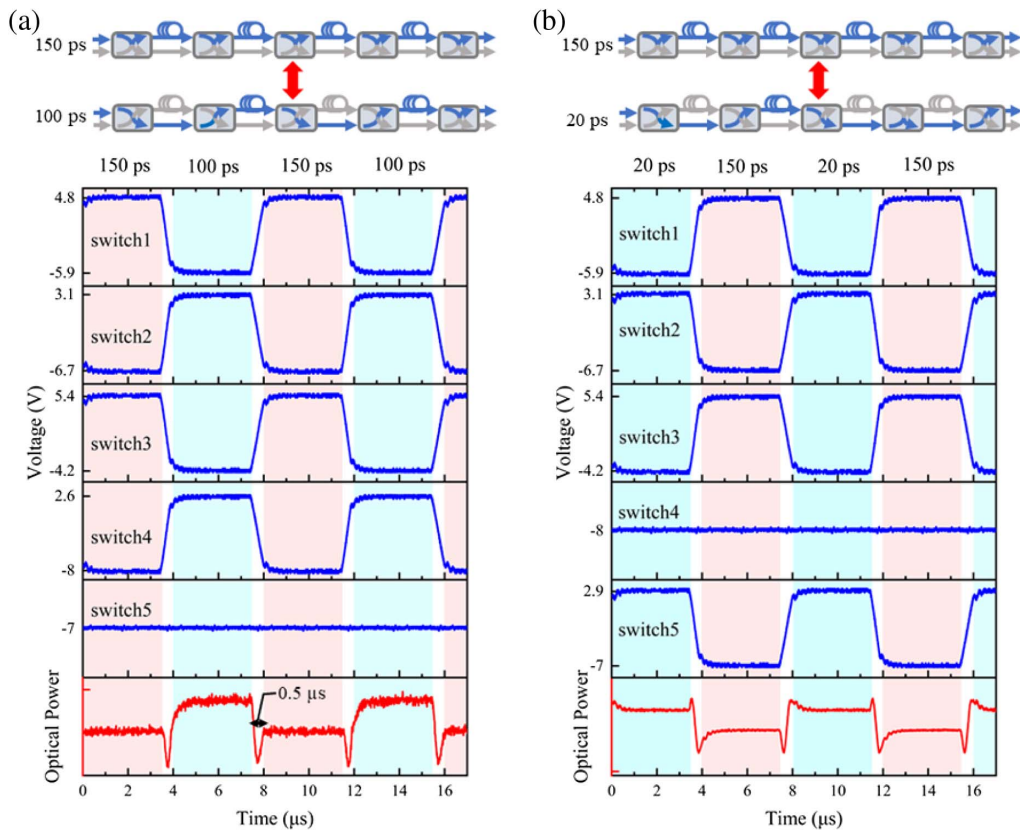 (a)
150 ps
100 ps
150 ps 100 ps 150 ps 100 ps
4.8
switch1
-5.9
3.1
switch2
-6.7
5.4
switch3
-4.2
2.6
switch4
-8
switch5
-7
0.5 μs
Voltage (V)
Optical Power
0 2 4 6 8 10 12 14 16
Time (μs)
(b)
150 ps
20 ps
20 ps 150 ps 20 ps 150 ps
4.8
switch1
-5.9
3.1
switch2
-6.7
5.4
switch3
-4.2
switch4
-8
2.9
switch5
-7
Voltage (V)
Optical Power
0 2 4 6 8 10 12 14 16
Time (μs)